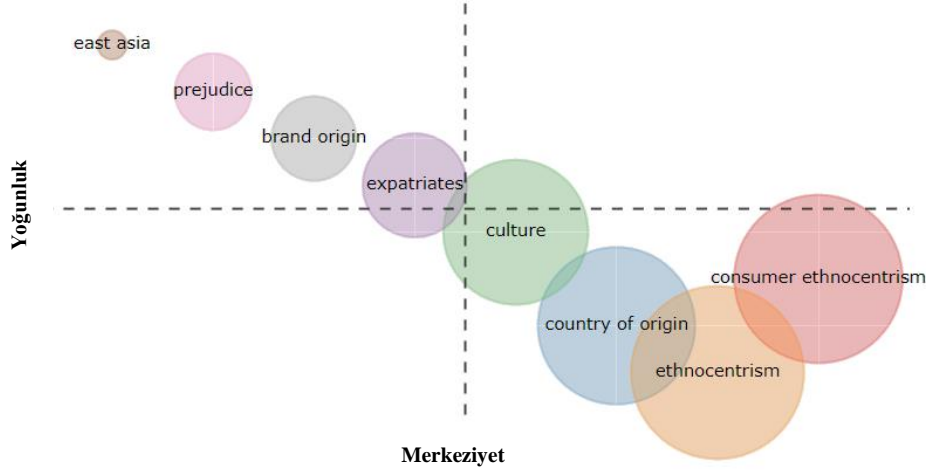 east asia
prejudice
brand origin
expatriates
culture
consumer ethnocentrism
country of origin
ethnocentrism
Yoğunluk
Merkeziyet